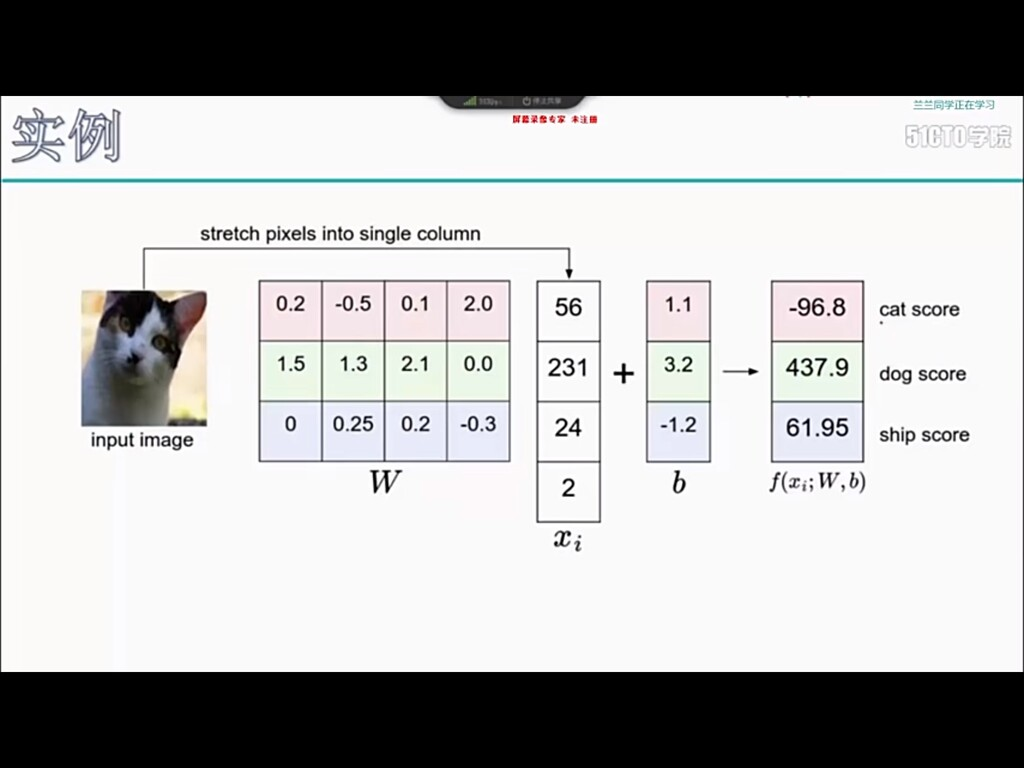 停止共享
兰兰同学正在学习
屏幕录像专家 未注册
实例
51CTO学院
stretch pixels into single column
0.2 -0.5 0.1 2.0 56 1.1 -96.8 cat score
1.5 1.3 2.1 0.0 231 + 3.2 437.9 dog score
0 0.25 0.2 -0.3 24 -1.2 61.95 ship score
input image
W 2 b f(xi; W, b)
xi